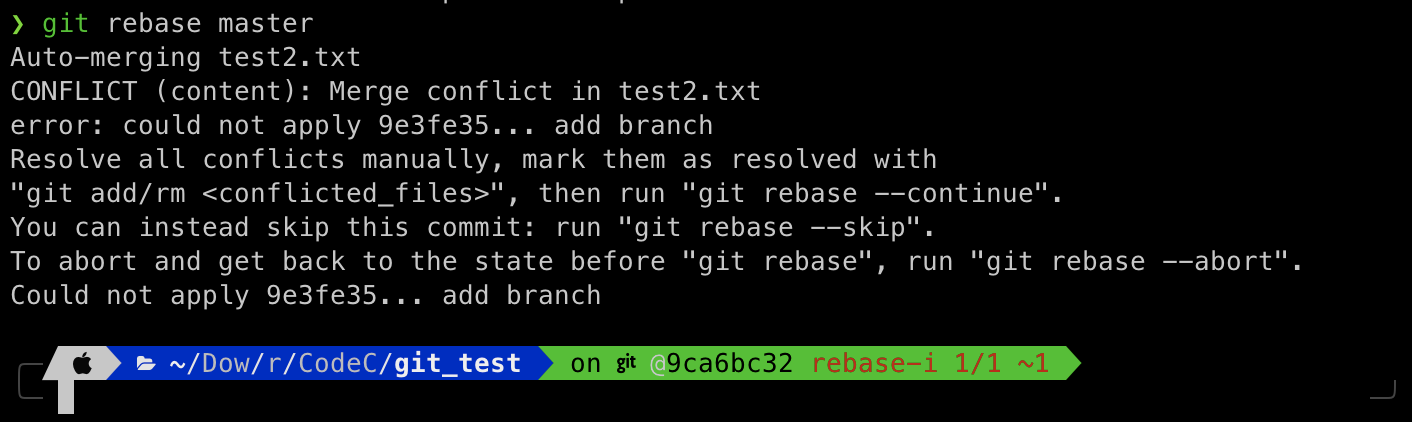 ❯ git rebase master
Auto-merging test2.txt
CONFLICT (content): Merge conflict in test2.txt
error: could not apply 9e3fe35... add branch
Resolve all conflicts manually, mark them as resolved with
"git add/rm <conflicted_files>", then run "git rebase --continue".
You can instead skip this commit: run "git rebase --skip".
To abort and get back to the state before "git rebase", run "git rebase --abort".
Could not apply 9e3fe35... add branch
~/Dow/r/CodeC/git_test on git @9ca6bc32 rebase-i 1/1 ~1